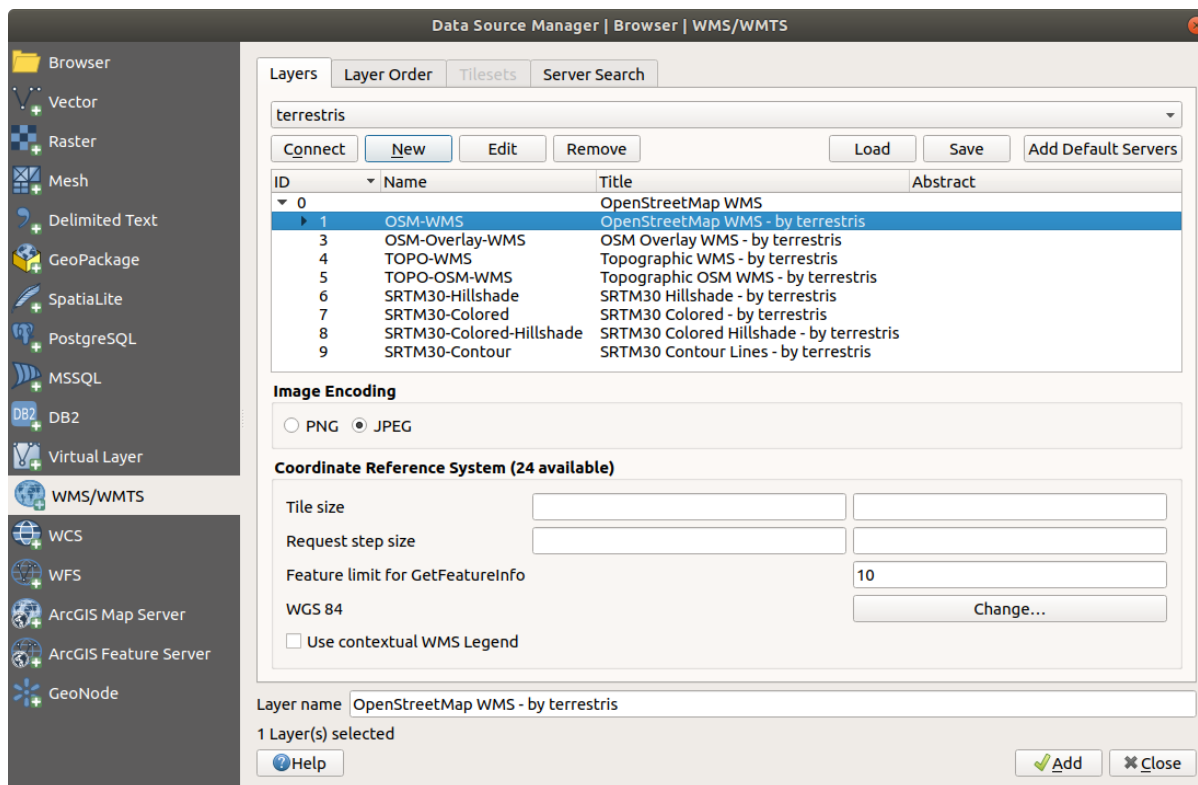 Data Source Manager | Browser | WMS/WMTS
Browser
Vector
Raster
Mesh
Delimited Text
GeoPackage
SpatiaLite
PostgreSQL
MSSQL
DB2 DB2
Virtual Layer
WMS/WMTS
WCS
WFS
ArcGIS Map Server
ArcGIS Feature Server
GeoNode
Layers Layer Order Tilesets Server Search
terrestris
Connect New Edit Remove Load Save Add Default Servers
ID Name Title Abstract
0 OpenStreetMap WMS
1 OSM-WMS OpenStreetMap WMS - by terrestris
3 OSM-Overlay-WMS OSM Overlay WMS - by terrestris
4 TOPO-WMS Topographic WMS - by terrestris
5 TOPO-OSM-WMS Topographic OSM WMS - by terrestris
6 SRTM30-Hillshade SRTM30 Hillshade - by terrestris
7 SRTM30-Colored SRTM30 Colored - by terrestris
8 SRTM30-Colored-Hillshade SRTM30 Colored Hillshade - by terrestris
9 SRTM30-Contour SRTM30 Contour Lines - by terrestris
Image Encoding
PNG JPEG
Coordinate Reference System (24 available)
Tile size
Request step size
Feature limit for GetFeatureInfo 10
WGS 84 Change...
Use contextual WMS Legend
Layer name OpenStreetMap WMS - by terrestris
1 Layer(s) selected
Help Add Close